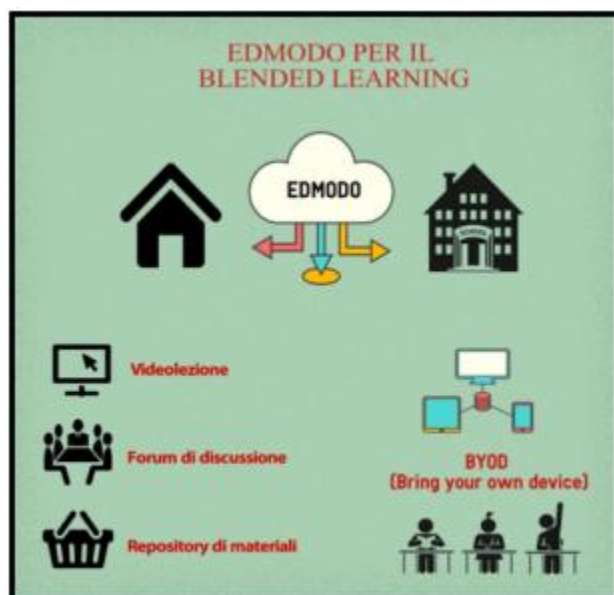 EDMODO PER IL
BLENDED LEARNING
EDMODO
SCHOOL
Videolezione
Forum di discussione
Repository di materiali
BYOD
(Bring your own device)